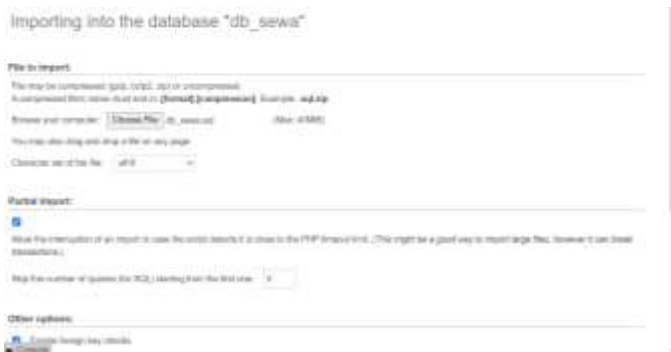 Importing into the database "db_sewa"
File to import:
File may be compressed (gzip, bzip2, zip) or uncompressed.
A compressed file's name must end in .[format].[compression]. Example: .sql.zip
Browse your computer: Choose File db_sewa.sql (Max: 40MiB)
You may also drag and drop a file on any page.
Character set of the file: utf-8
Partial import:
Allow the interruption of an import in case the script detects it is close to the PHP timeout limit. (This might be a good way to import large files, however it can break
transactions.)
Skip this number of queries (for SQL) starting from the first one: 0
Other options:
Enable foreign key checks
Console